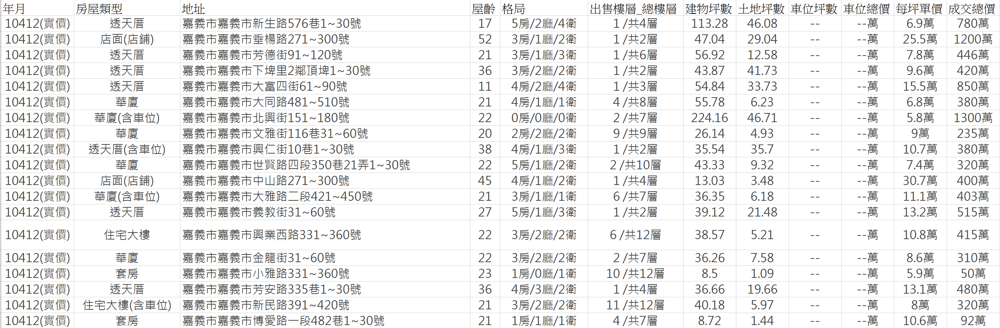 年月 房屋類型 地址 屋齡 格局 出售樓層_總樓層 建物坪數 土地坪數 車位坪數 車位總價 每坪單價 成交總價
10412(實價) 透天厝 嘉義市嘉義市新生路576巷1~30號 17 5房/2廳/4衛 1 /共4層 113.28 46.08 -- --萬 6.9萬 780萬
10412(實價) 店面(店鋪) 嘉義市嘉義市垂楊路271~300號 52 3房/1廳/2衛 1 /共2層 47.04 29.04 -- --萬 25.5萬 1200萬
10412(實價) 透天厝 嘉義市嘉義市芳德街91~120號 21 3房/1廳/3衛 1 /共6層 56.92 12.58 -- --萬 7.8萬 446萬
10412(實價) 透天厝 嘉義市嘉義市下埤里2鄰頂埤1~30號 36 3房/2廳/2衛 1 /共2層 43.87 41.73 -- --萬 9.6萬 420萬
10412(實價) 透天厝 嘉義市嘉義市大富四街61~90號 11 4房/2廳/4衛 1 /共3層 54.84 33.73 -- --萬 15.5萬 850萬
10412(實價) 華廈 嘉義市嘉義市大同路481~510號 21 4房/1廳/1衛 4 /共8層 55.78 6.23 -- --萬 6.8萬 380萬
10412(實價) 華廈(含車位) 嘉義市嘉義市北興街151~180號 22 0房/0廳/0衛 2 /共7層 224.16 46.71 -- --萬 5.8萬 1300萬
10412(實價) 華廈 嘉義市嘉義市文雅街116巷31~60號 20 2房/2廳/2衛 9 /共9層 26.14 4.93 -- --萬 9萬 235萬
10412(實價) 透天厝(含車位) 嘉義市嘉義市興仁街10巷1~30號 38 4房/1廳/3衛 1 /共2層 35.54 35.7 -- --萬 10.7萬 380萬
10412(實價) 華廈 嘉義市嘉義市世賢路四段350巷21弄1~30號 22 5房/1廳/2衛 2 /共10層 43.33 9.32 -- --萬 7.4萬 320萬
10412(實價) 店面(店鋪) 嘉義市嘉義市中山路271~300號 45 4房/1廳/2衛 1 /共4層 13.03 3.48 -- --萬 30.7萬 400萬
10412(實價) 華廈(含車位) 嘉義市嘉義市大雅路二段421~450號 21 3房/1廳/1衛 6 /共7層 36.35 6.18 -- --萬 11.1萬 403萬
10412(實價) 透天厝 嘉義市嘉義市義教街31~60號 27 5房/1廳/3衛 1 /共2層 39.12 21.48 -- --萬 13.2萬 515萬
10412(實價) 住宅大樓 嘉義市嘉義市興業西路331~360號 22 3房/2廳/2衛 6 /共12層 38.57 5.21 -- --萬 10.8萬 415萬
10412(實價) 華廈 嘉義市嘉義市金龍街31~60號 22 3房/2廳/2衛 2 /共7層 36.26 7.58 -- --萬 8.6萬 310萬
10412(實價) 套房 嘉義市嘉義市小雅路331~360號 23 1房/0廳/1衛 10 /共12層 8.5 1.09 -- --萬 5.9萬 50萬
10412(實價) 透天厝 嘉義市嘉義市芳安路335巷1~30號 36 4房/3廳/2衛 1 /共4層 36.66 19.66 -- --萬 13.1萬 480萬
10412(實價) 住宅大樓(含車位) 嘉義市嘉義市新民路391~420號 21 3房/2廳/2衛 11 /共12層 40.18 5.97 -- --萬 8萬 320萬
10412(實價) 套房 嘉義市嘉義市博愛路一段482巷1~30號 21 1房/1廳/1衛 4 /共7層 8.72 1.44 -- --萬 10.6萬 92萬